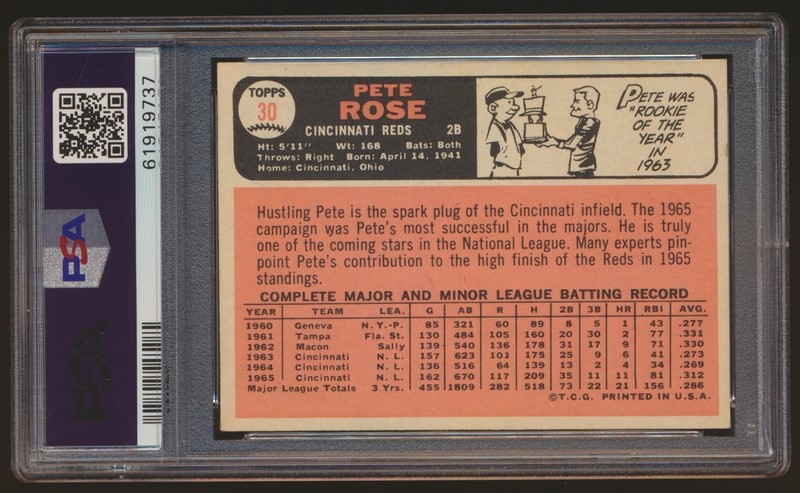 61919737
PSA
PSA
TOPPS
30
PETE
ROSE
CINCINNATI REDS 2B
Ht: 5'11" Wt: 168 Bats: Both
Throws: Right Born: April 14, 1941
Home: Cincinnati, Ohio
PETE WAS
"ROOKIE
OF THE
YEAR"
IN
1963
Hustling Pete is the spark plug of the Cincinnati infield. The 1965
campaign was Pete's most successful in the majors. He is truly
one of the coming stars in the National League. Many experts pin-
point Pete's contribution to the high finish of the Reds in 1965
standings.
COMPLETE MAJOR AND MINOR LEAGUE BATTING RECORD
YEAR TEAM LEA. G AB R H 2B 3B HR RBI AVG.
1960 Geneva N.Y.-P. 85 321 60 89 8 5 1 43 .277
1961 Tampa Fla. St. 130 484 105 160 20 30 2 77 .331
1962 Macon Sally 139 540 136 178 31 17 9 71 .330
1963 Cincinnati N. L. 157 623 101 175 25 9 6 41 .273
1964 Cincinnati N. L. 136 516 64 139 13 2 4 34 .269
1965 Cincinnati N. L. 162 670 117 209 35 11 11 81 .312
Major League Totals 3 Yrs. 455 1809 282 518 73 22 21 156 .286
©T.C.G. PRINTED IN U.S.A.